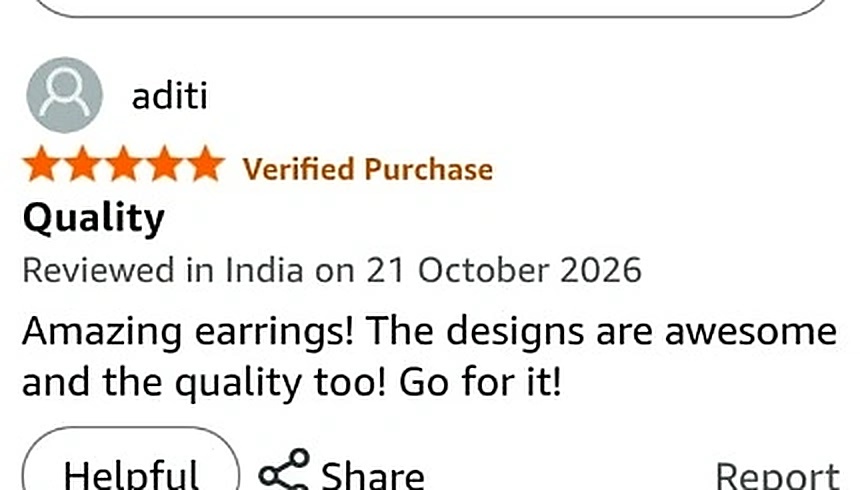 aditi
Verified Purchase
Quality
Reviewed in India on 21 October 2026
Amazing earrings! The designs are awesome
and the quality too! Go for it!
Helpful Share Report